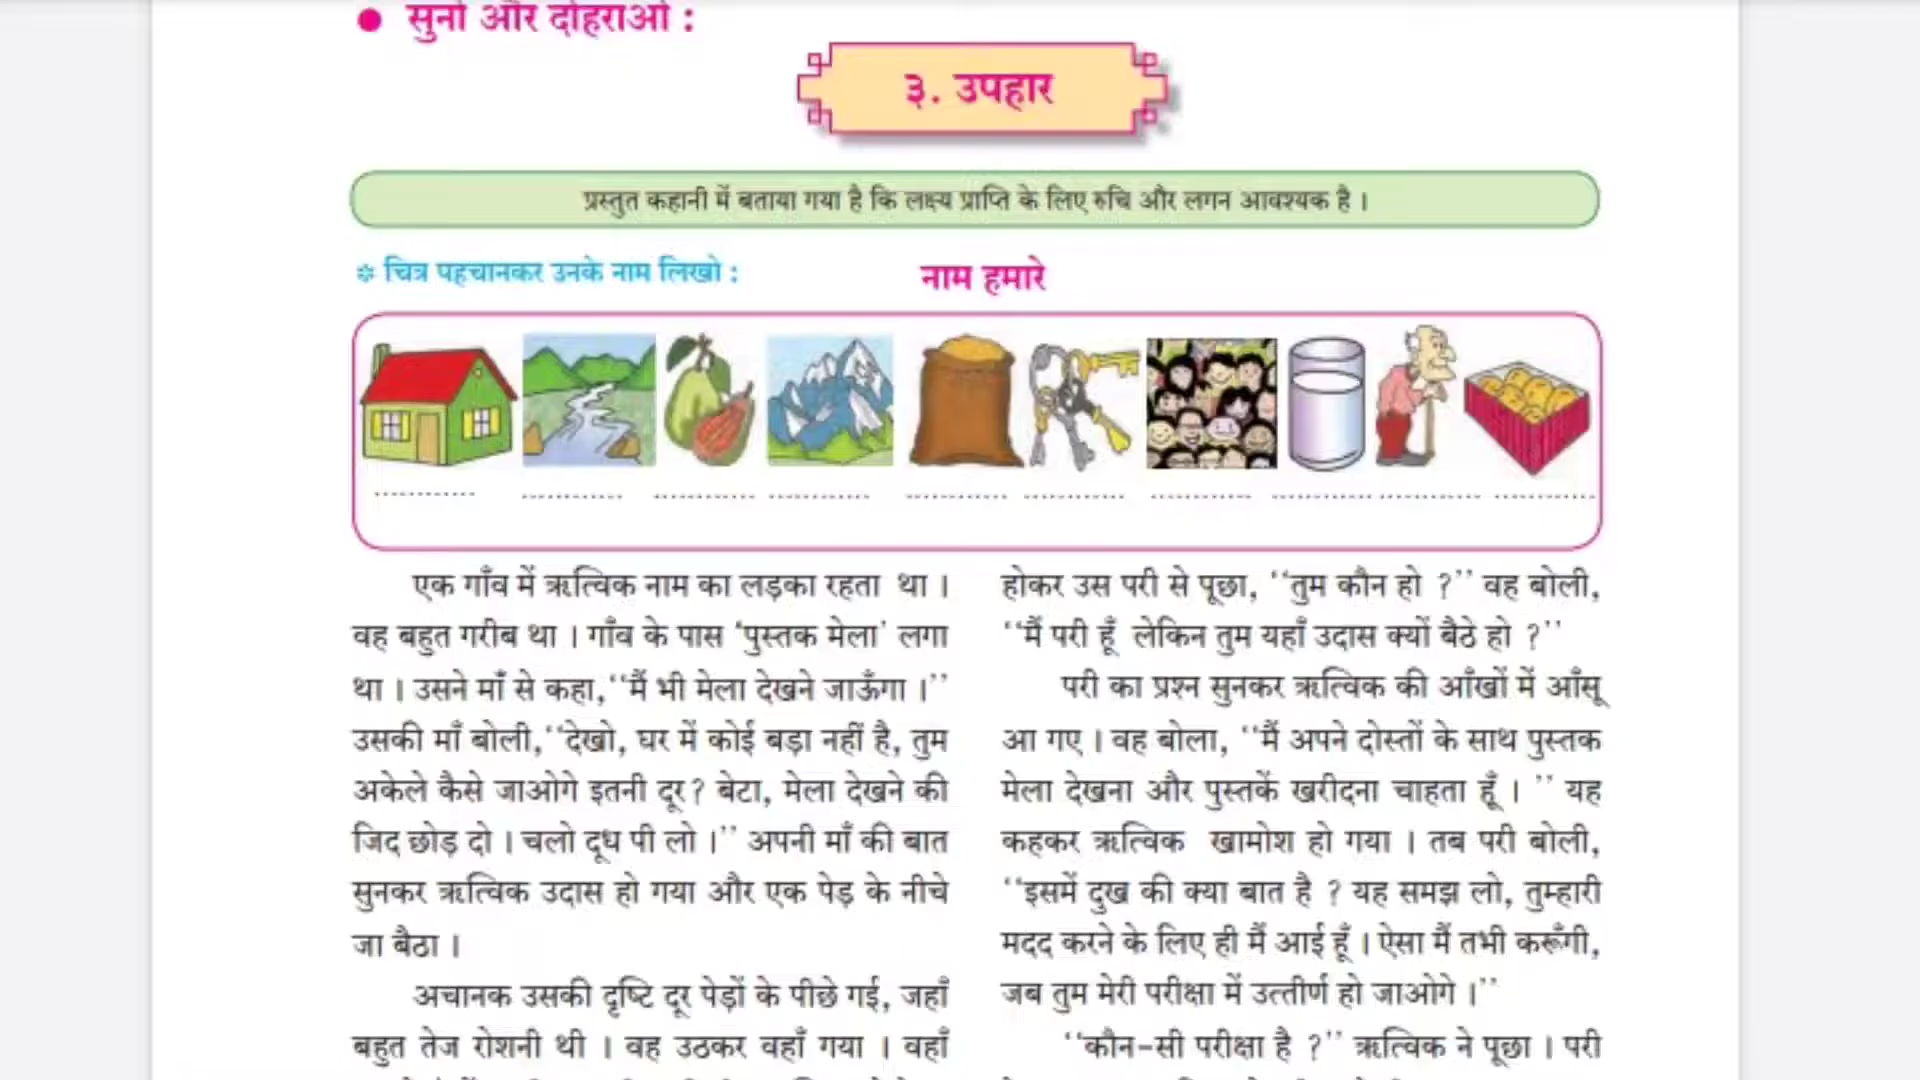 ● सुनो और दोहराओ :
३. उपहार
प्रस्तुत कहानी में बताया गया है कि लक्ष्य प्राप्ति के लिए रुचि और लगन आवश्यक है ।
❊ चित्र पहचानकर उनके नाम लिखो :
नाम हमारे
एक गाँव में ऋत्विक नाम का लड़का रहता था ।
वह बहुत गरीब था । गाँव के पास ‘पुस्तक मेला’ लगा
था । उसने माँ से कहा,‘‘मैं भी मेला देखने जाऊँगा ।’’
उसकी माँ बोली,‘‘देखो, घर में कोई बड़ा नहीं है, तुम
अकेले कैसे जाओगे इतनी दूर? बेटा, मेला देखने की
जिद छोड़ दो । चलो दूध पी लो ।’’ अपनी माँ की बात
सुनकर ऋत्विक उदास हो गया और एक पेड़ के नीचे
जा बैठा ।
अचानक उसकी दृष्टि दूर पेड़ों के पीछे गई, जहाँ
बहुत तेज रोशनी थी । वह उठकर वहाँ गया । वहाँ
होकर उस परी से पूछा, ‘‘तुम कौन हो ?’’ वह बोली,
‘‘मैं परी हूँ लेकिन तुम यहाँ उदास क्यों बैठे हो ?’’
परी का प्रश्न सुनकर ऋत्विक की आँखों में आँसू
आ गए । वह बोला, ‘‘मैं अपने दोस्तों के साथ पुस्तक
मेला देखना और पुस्तकें खरीदना चाहता हूँ । ’’ यह
कहकर ऋत्विक खामोश हो गया । तब परी बोली,
‘‘इसमें दुख की क्या बात है ? यह समझ लो, तुम्हारी
मदद करने के लिए ही मैं आई हूँ । ऐसा मैं तभी करूँगी,
जब तुम मेरी परीक्षा में उत्तीर्ण हो जाओगे ।’’
‘‘कौन-सी परीक्षा है ?’’ ऋत्विक ने पूछा । परी